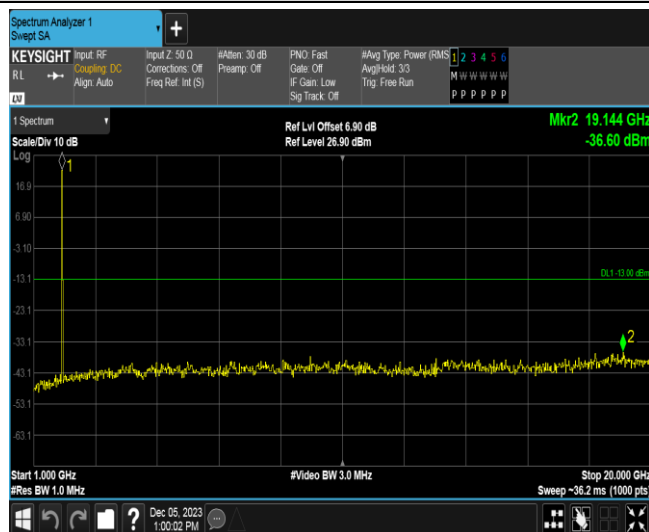 Spectrum Analyzer 1
Swept SA
+
KEYSIGHT Input: RF Input Z: 50 Ω #Atten: 30 dB PNO: Fast #Avg Type: Power (RMS 1 2 3 4 5 6
RL Coupling: DC Corrections: Off Preamp: Off Gate: Off Avg|Hold: 3/3 M W W W W W
Align: Auto Freq Ref: Int (S) IF Gain: Low Trig: Free Run
LXI Sig Track: Off P P P P P P
1 Spectrum Ref Lvl Offset 6.90 dB Mkr2 19.144 GHz
Scale/Div 10 dB Ref Level 26.90 dBm -36.60 dBm
Log
1
16.9
6.90
-3.10
-13.1 DL1 -13.00 dBm
-23.1
-33.1 2
-43.1
-53.1
-63.1
Start 1.000 GHz #Video BW 3.0 MHz Stop 20.000 GHz
#Res BW 1.0 MHz Sweep ~36.2 ms (1000 pts)
? Dec 05, 2023
1:00:02 PM